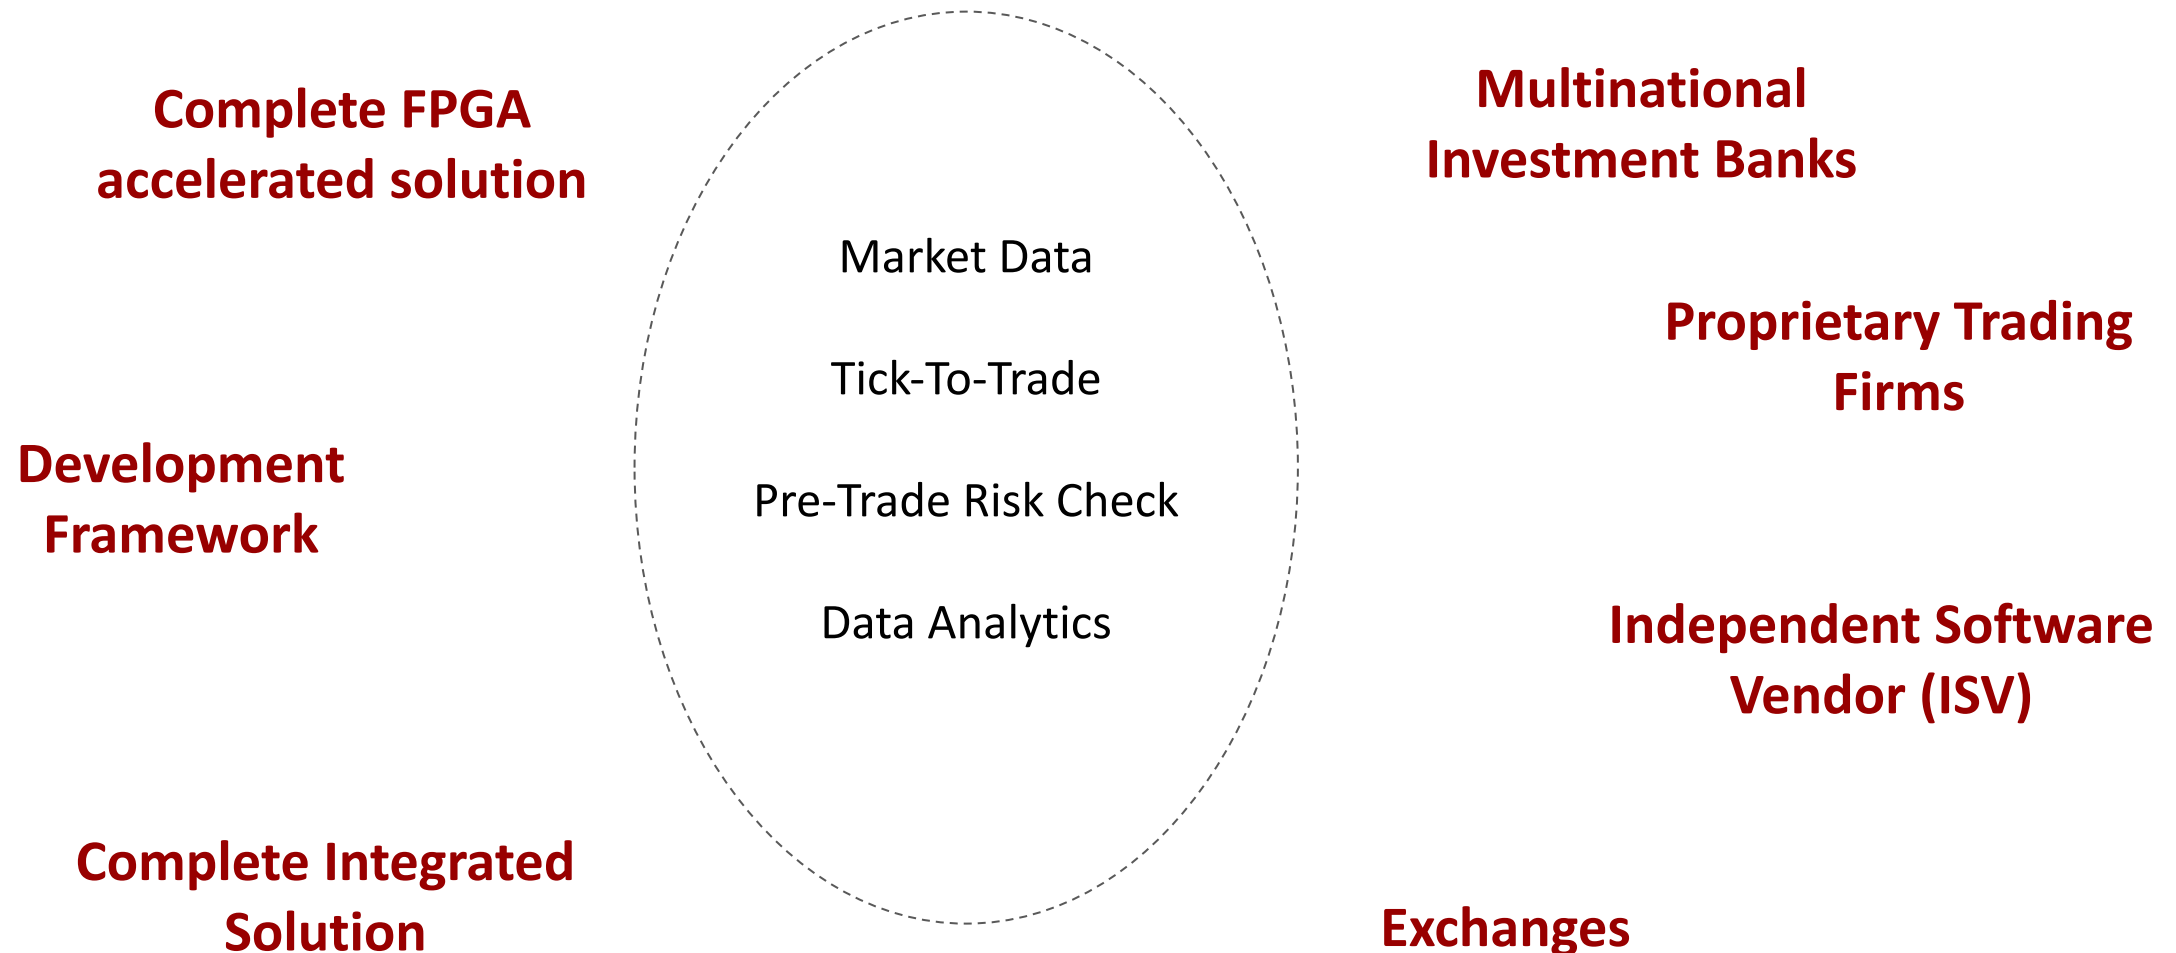 Complete FPGA
accelerated solution
Development
Framework
Complete Integrated
Solution
Market Data
Tick-To-Trade
Pre-Trade Risk Check
Data Analytics
Multinational
Investment Banks
Proprietary Trading
Firms
Independent Software
Vendor (ISV)
Exchanges